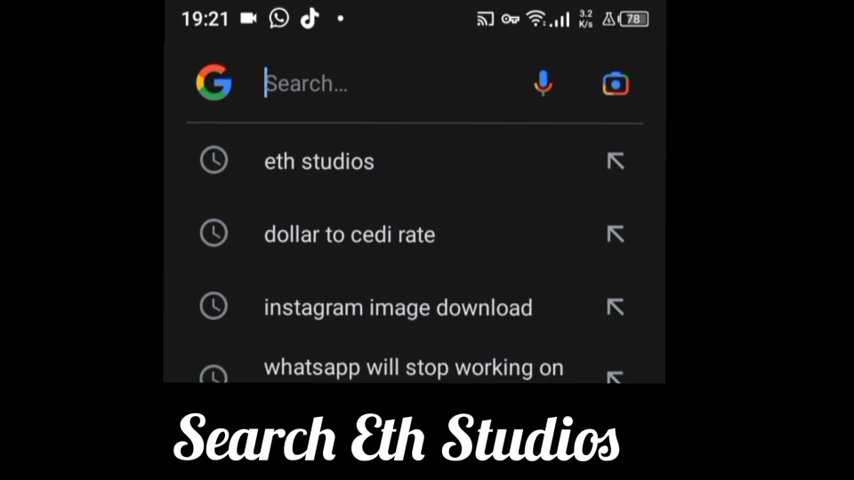 19:21 3.2 K/s 78
Search...
eth studios
dollar to cedi rate
instagram image download
whatsapp will stop working on
Search Eth Studios